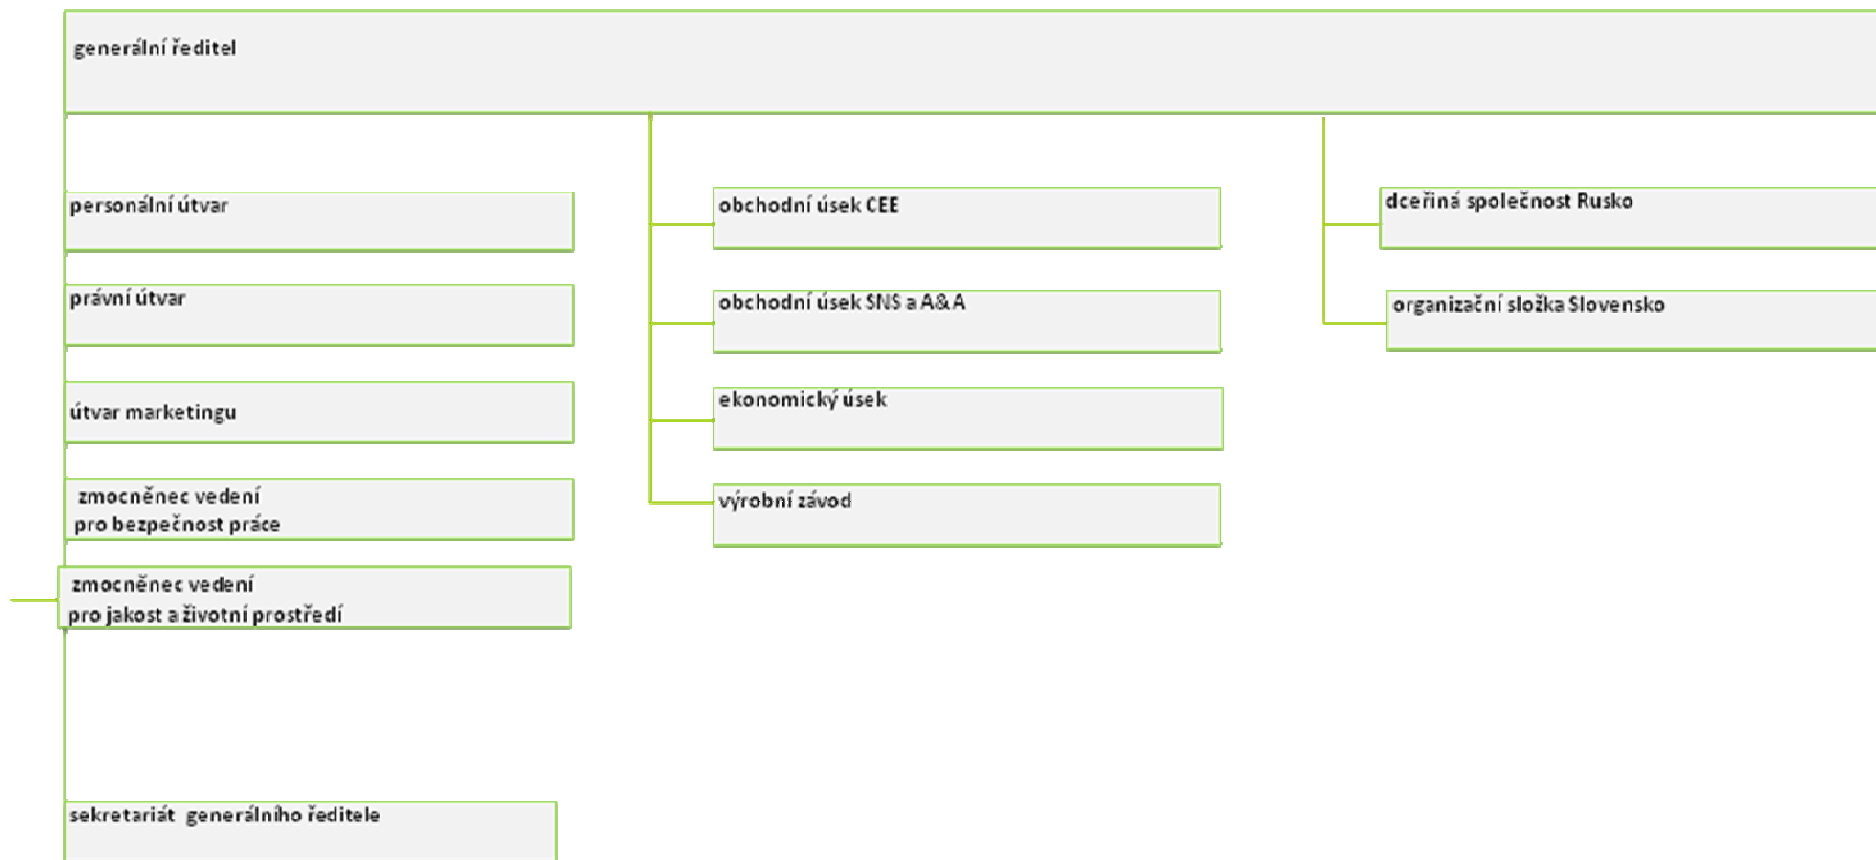 generální ředitel
personální útvar
právní útvar
útvar marketingu
zmocněnec vedení
pro bezpečnost práce
zmocněnec vedení
pro jakost a životní prostředí
sekretariát generálního ředitele
obchodní úsek CEE
obchodní úsek SNS a A&A
ekonomický úsek
výrobní závod
dceřiná společnost Rusko
organizační složka Slovensko